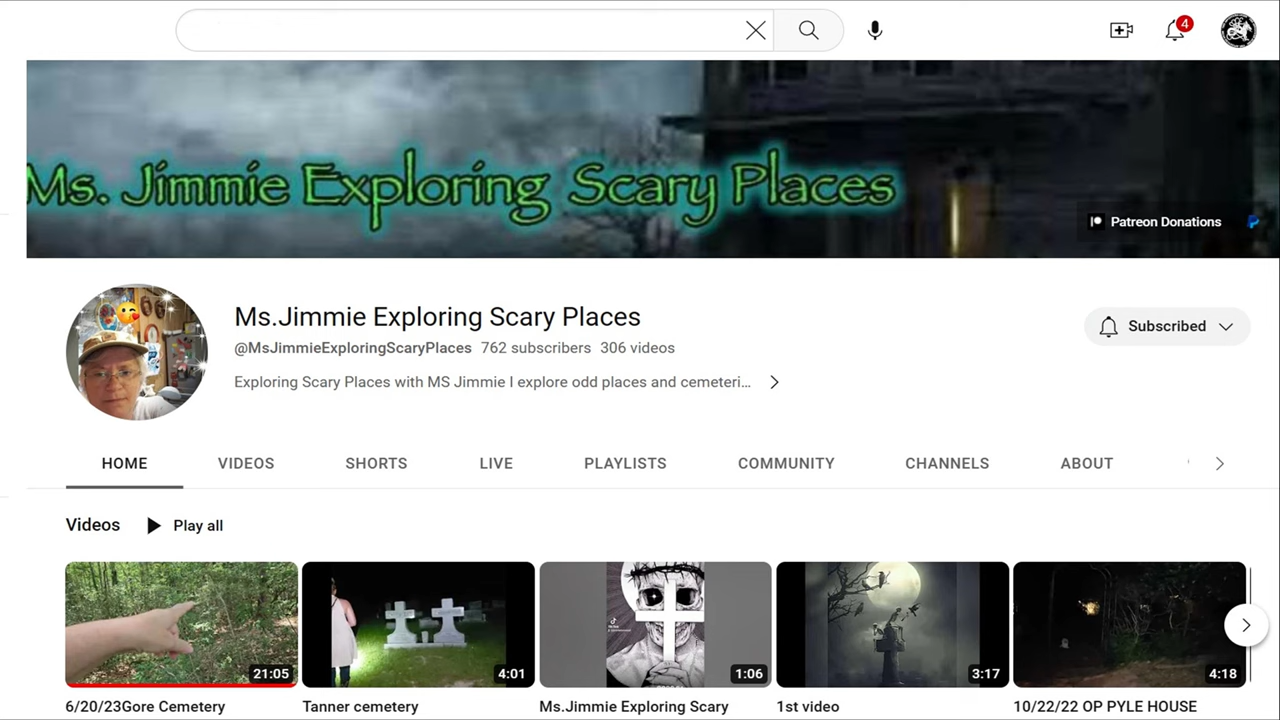 4
Ms. Jimmie Exploring Scary Places
Patreon Donations
Ms.Jimmie Exploring Scary Places
@MsJimmieExploringScaryPlaces 762 subscribers 306 videos
Exploring Scary Places with MS Jimmie I explore odd places and cemeteri...
Subscribed
HOME VIDEOS SHORTS LIVE PLAYLISTS COMMUNITY CHANNELS ABOUT
Videos Play all
21:05 4:01 1:06 3:17 4:18
6/20/23Gore Cemetery Tanner cemetery Ms.Jimmie Exploring Scary 1st video 10/22/22 OP PYLE HOUSE